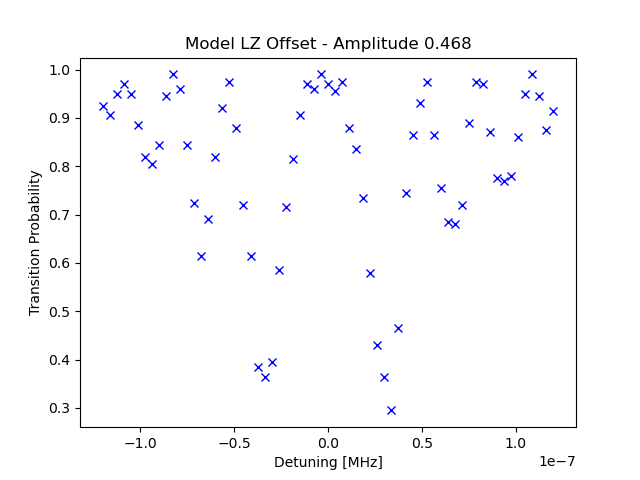 Model LZ Offset - Amplitude 0.468
Transition Probability
1.0
0.9
0.8
0.7
0.6
0.5
0.4
0.3
−1.0 −0.5 0.0 0.5 1.0
1e−7
Detuning [MHz]